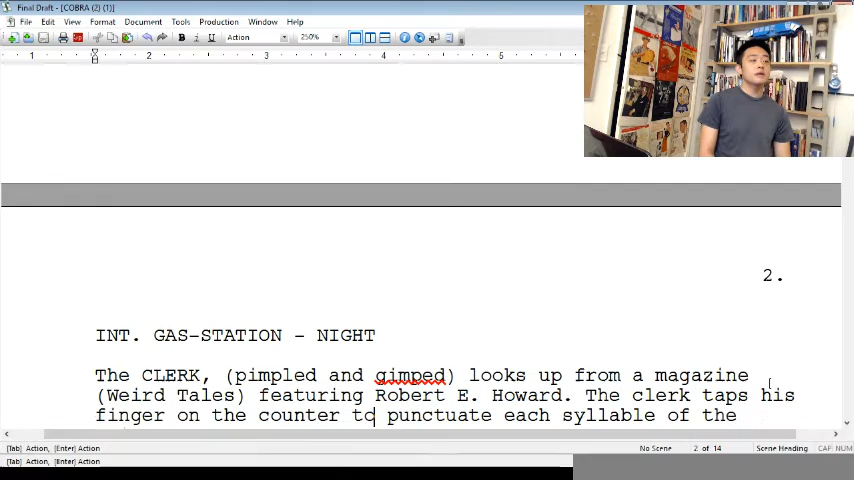 Final Draft - [COBRA (2) (1)]
File Edit View Format Document Tools Production Window Help
B I U Action 250%
1 2 3 4 5
2.
INT. GAS-STATION - NIGHT
The CLERK, (pimpled and gimped) looks up from a magazine
(Weird Tales) featuring Robert E. Howard. The clerk taps his
finger on the counter to punctuate each syllable of the
[Tab] Action, [Enter] Action No Scene 2 of 14 Scene Heading CAP NUM
[Tab] Action, [Enter] Action